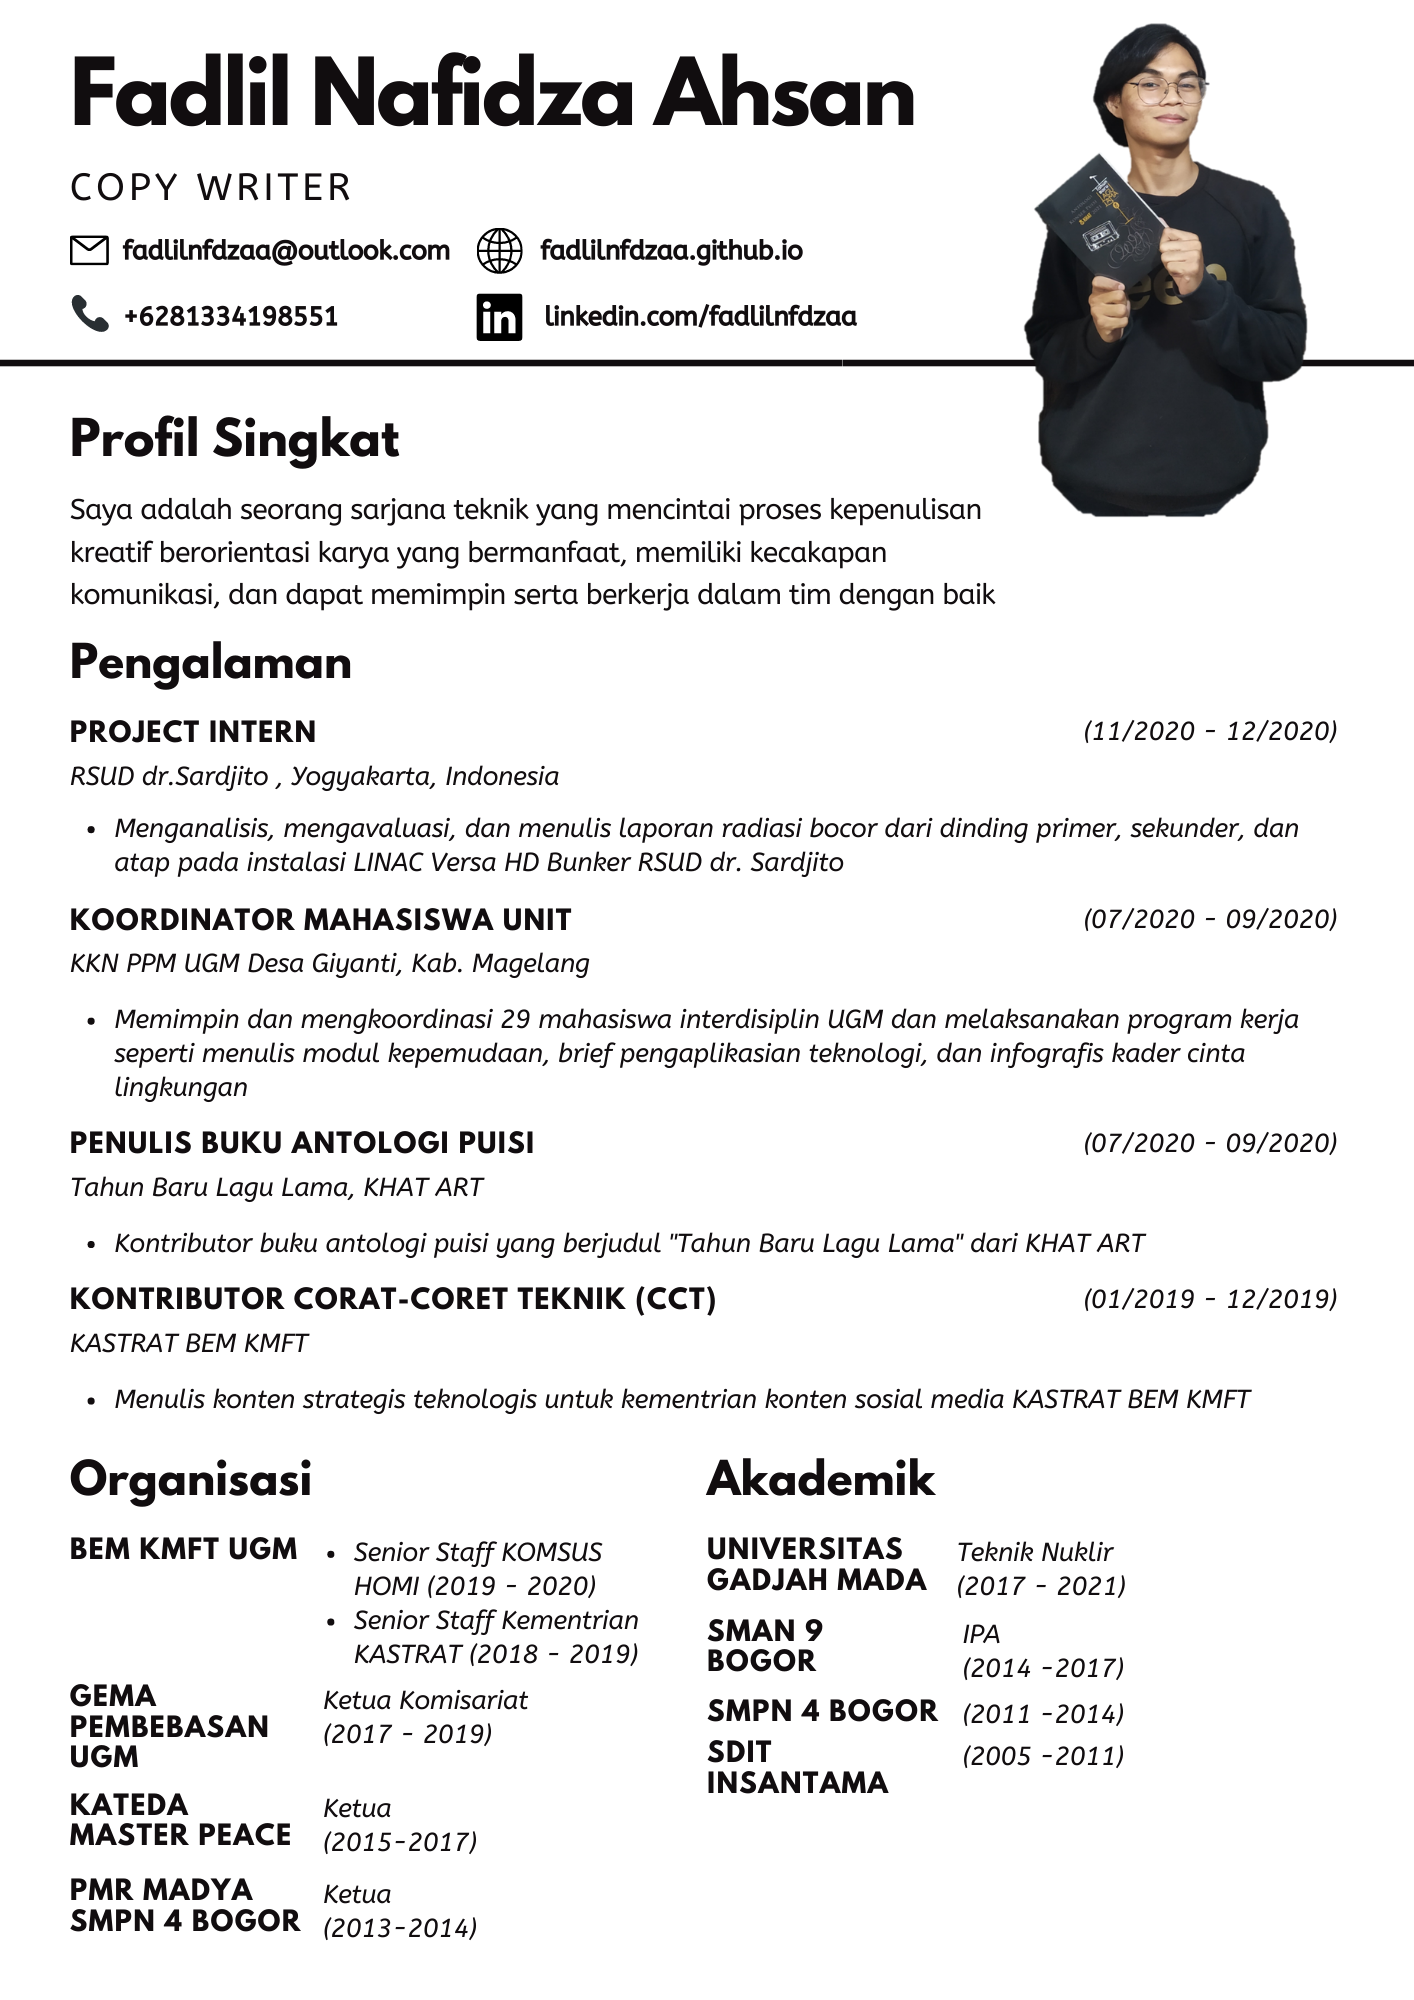 Fadlil Nafidza Ahsan
COPY WRITER
fadlilnfdzaa@outlook.com
fadlilnfdzaa.github.io
+6281334198551
linkedin.com/fadlilnfdzaa
Profil Singkat
Saya adalah seorang sarjana teknik yang mencintai proses kepenulisan
kreatif berorientasi karya yang bermanfaat, memiliki kecakapan
komunikasi, dan dapat memimpin serta berkerja dalam tim dengan baik
Pengalaman
PROJECT INTERN
(11/2020 - 12/2020)
RSUD dr.Sardjito , Yogyakarta, Indonesia
• Menganalisis, mengavaluasi, dan menulis laporan radiasi bocor dari dinding primer, sekunder, dan
atap pada instalasi LINAC Versa HD Bunker RSUD dr. Sardjito
KOORDINATOR MAHASISWA UNIT
(07/2020 - 09/2020)
KKN PPM UGM Desa Giyanti, Kab. Magelang
• Memimpin dan mengkoordinasi 29 mahasiswa interdisiplin UGM dan melaksanakan program kerja
seperti menulis modul kepemudaan, brief pengaplikasian teknologi, dan infografis kader cinta
lingkungan
PENULIS BUKU ANTOLOGI PUISI
(07/2020 - 09/2020)
Tahun Baru Lagu Lama, KHAT ART
• Kontributor buku antologi puisi yang berjudul "Tahun Baru Lagu Lama" dari KHAT ART
KONTRIBUTOR CORAT-CORET TEKNIK (CCT)
(01/2019 - 12/2019)
KASTRAT BEM KMFT
• Menulis konten strategis teknologis untuk kementrian konten sosial media KASTRAT BEM KMFT
Organisasi
BEM KMFT UGM
• Senior Staff KOMSUS
HOMI (2019 - 2020)
• Senior Staff Kementrian
KASTRAT (2018 - 2019)
GEMA
PEMBEBASAN
UGM
Ketua Komisariat
(2017 - 2019)
KATEDA
MASTER PEACE
Ketua
(2015-2017)
PMR MADYA
SMPN 4 BOGOR
Ketua
(2013-2014)
Akademik
UNIVERSITAS
GADJAH MADA
Teknik Nuklir
(2017 - 2021)
SMAN 9
BOGOR
IPA
(2014 -2017)
SMPN 4 BOGOR
(2011 -2014)
SDIT
INSANTAMA
(2005 -2011)